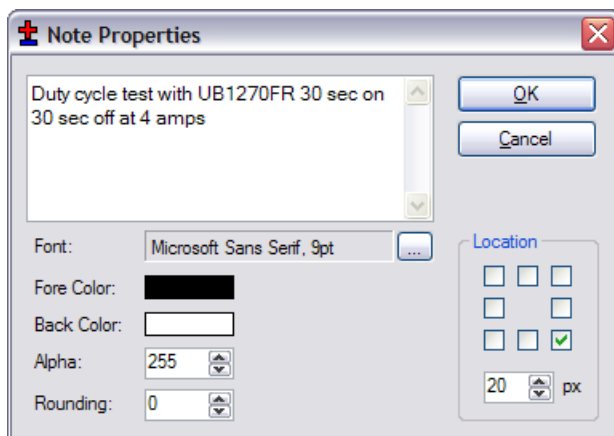 Note Properties
Duty cycle test with UB1270FR 30 sec on
30 sec off at 4 amps
OK
Cancel
Font:
Microsoft Sans Serif, 9pt
...
Location
Fore Color:
Back Color:
Alpha:
255
Rounding:
0
20
px